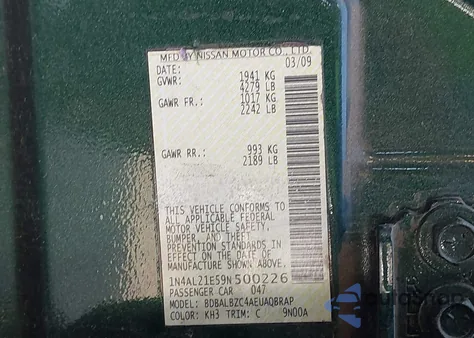 MFD BY NISSAN MOTOR CO., LTD.
DATE: 03/09
GVWR: 1941 KG
4279 LB
GAWR FR.: 1017 KG
2242 LB
GAWR RR.: 993 KG
2189 LB
THIS VEHICLE CONFORMS TO
ALL APPLICABLE FEDERAL
MOTOR VEHICLE SAFETY,
BUMPER, AND THEFT
PREVENTION STANDARDS IN
EFFECT ON THE DATE OF
MANUFACTURE SHOWN ABOVE.
1N4AL21E59N500226
PASSENGER CAR 047
MODEL: BDBALBZC4AEUAQBRAP
COLOR: KH3 TRIM: C 9N00A